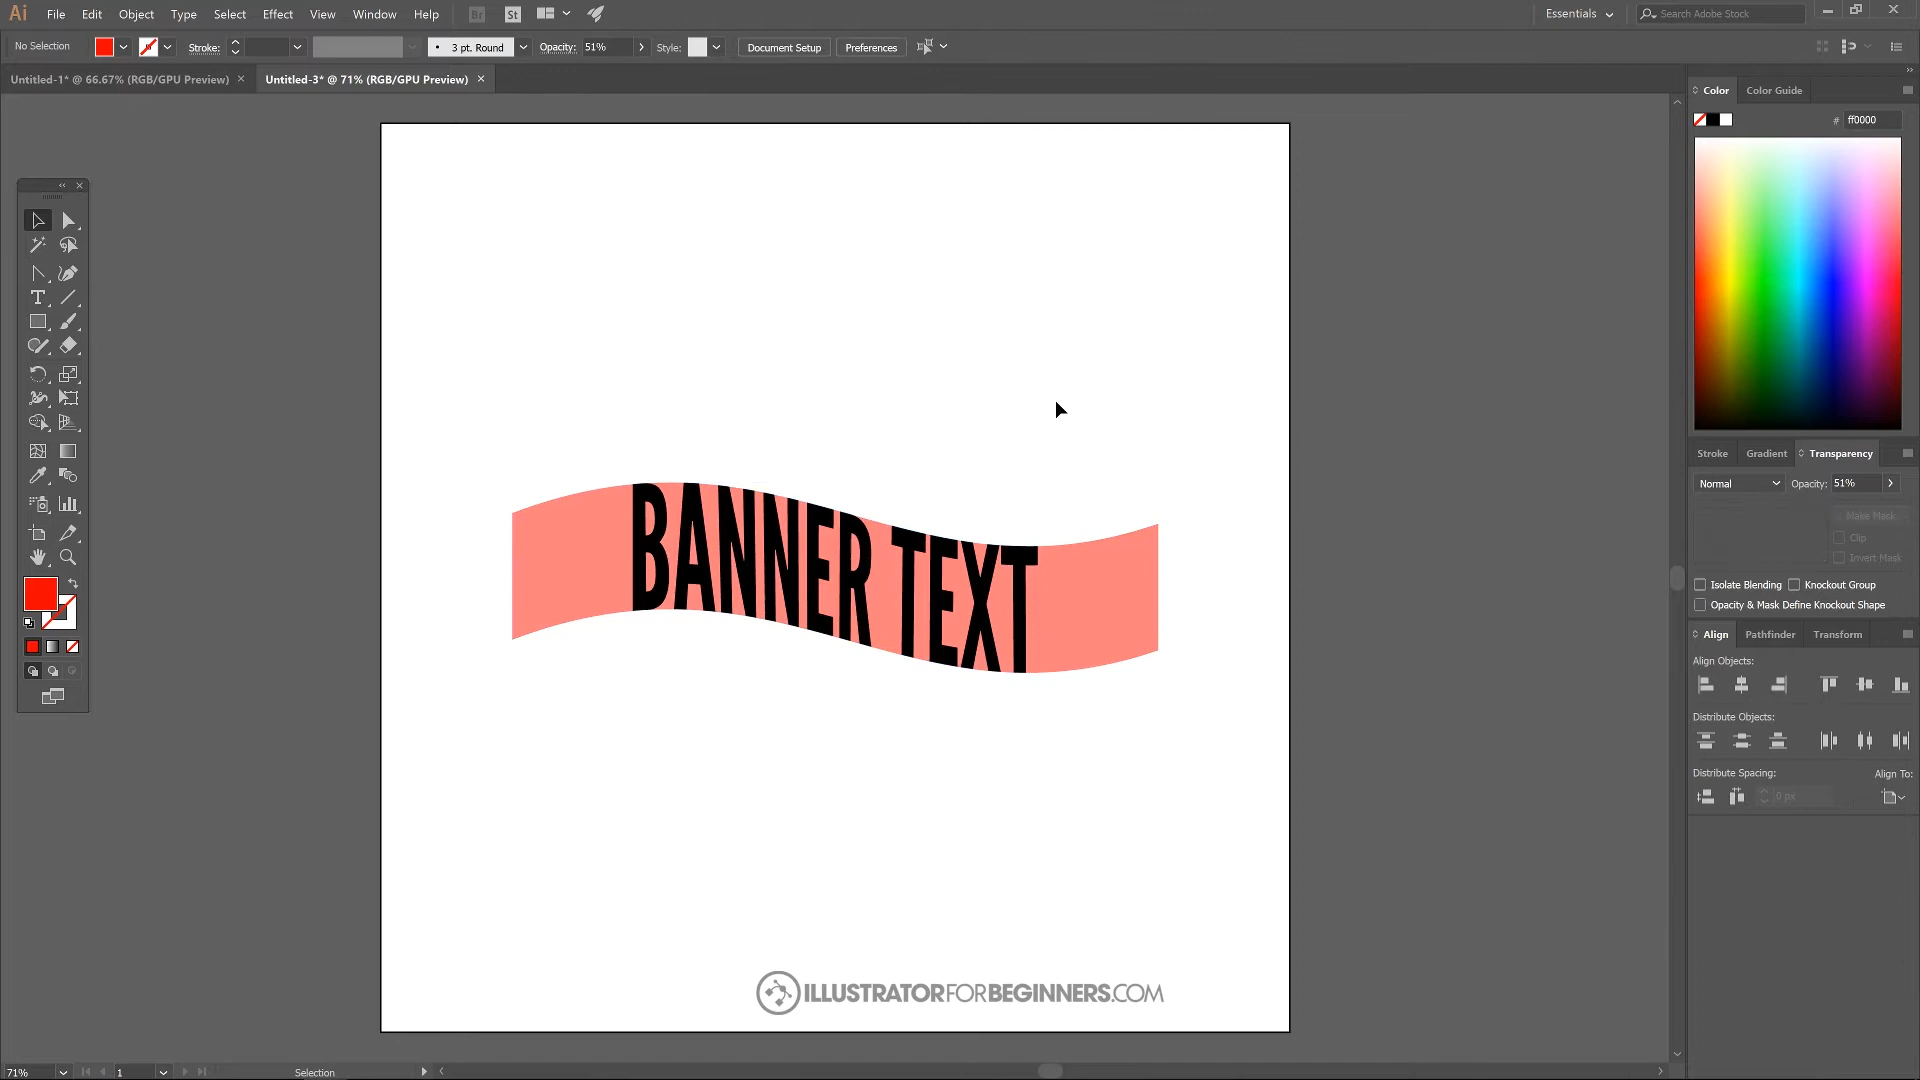 Ai File Edit Object Type Select Effect View Window Help Br St Essentials Search Adobe Stock
No Selection Stroke: 3 pt. Round Opacity: 51% Style: Document Setup Preferences
Untitled-1* @ 66.67% (RGB/GPU Preview) Untitled-3* @ 71% (RGB/GPU Preview)
Color Color Guide
# ff0000
Stroke Gradient Transparency
Normal Opacity: 51%
Make Mask
Clip
Invert Mask
Isolate Blending Knockout Group
Opacity & Mask Define Knockout Shape
Align Pathfinder Transform
Align Objects:
Distribute Objects:
Distribute Spacing: Align To:
0 px
BANNER TEXT
ILLUSTRATORFORBEGINNERS.COM
71% 1 Selection